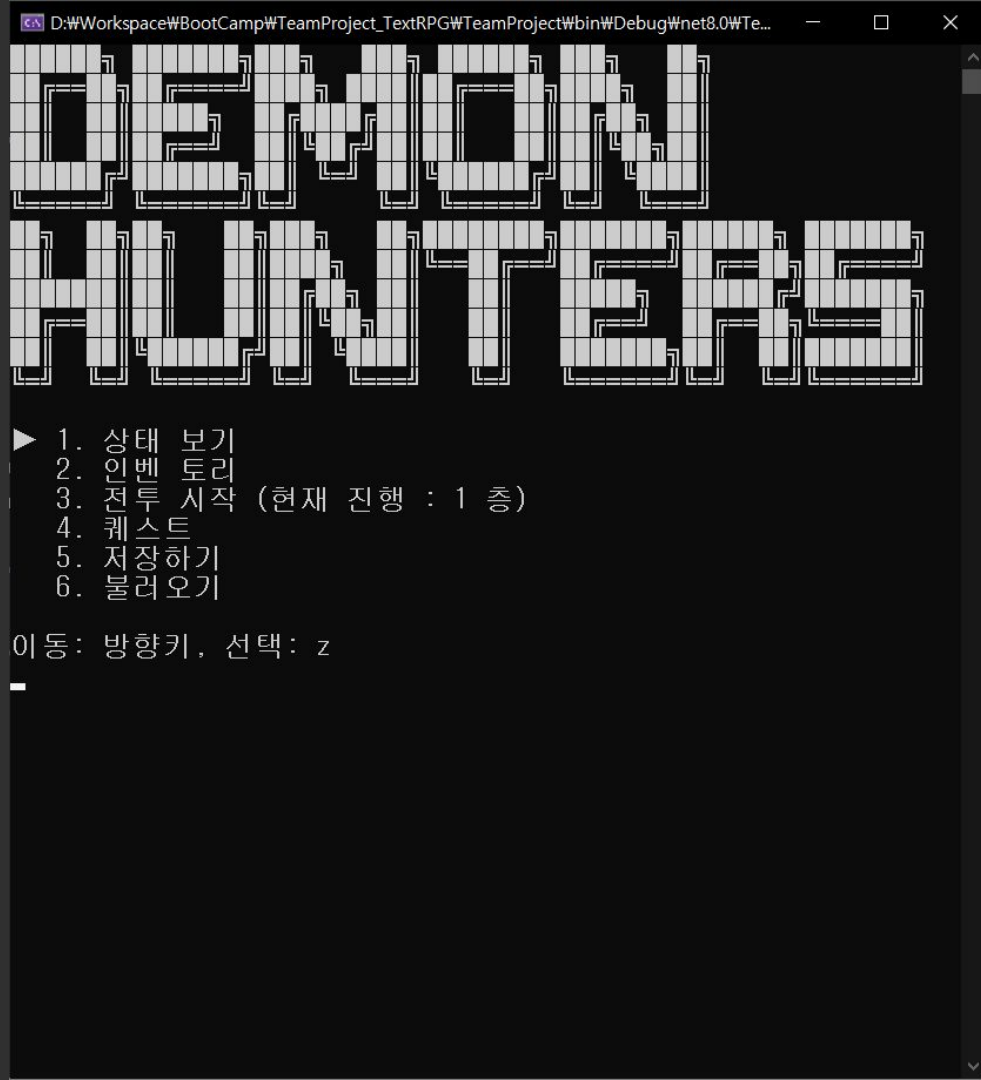 D:₩Workspace₩BootCamp₩TeamProject_TextRPG₩TeamProject₩bin₩Debug₩net8.0₩Te...
DEMON
HUNTERS
▶ 1. 상태 보기
2. 인벤 토리
3. 전투 시작 (현재 진행 : 1 층)
4. 퀘스트
5. 저장하기
6. 불러오기
이동: 방향키, 선택: z